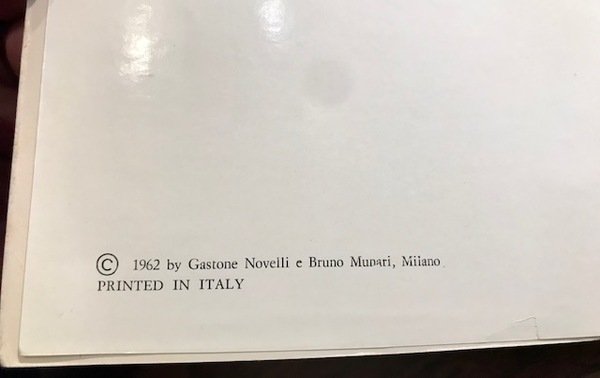 © 1962 by Gastone Novelli e Bruno Munari, Milano
PRINTED IN ITALY